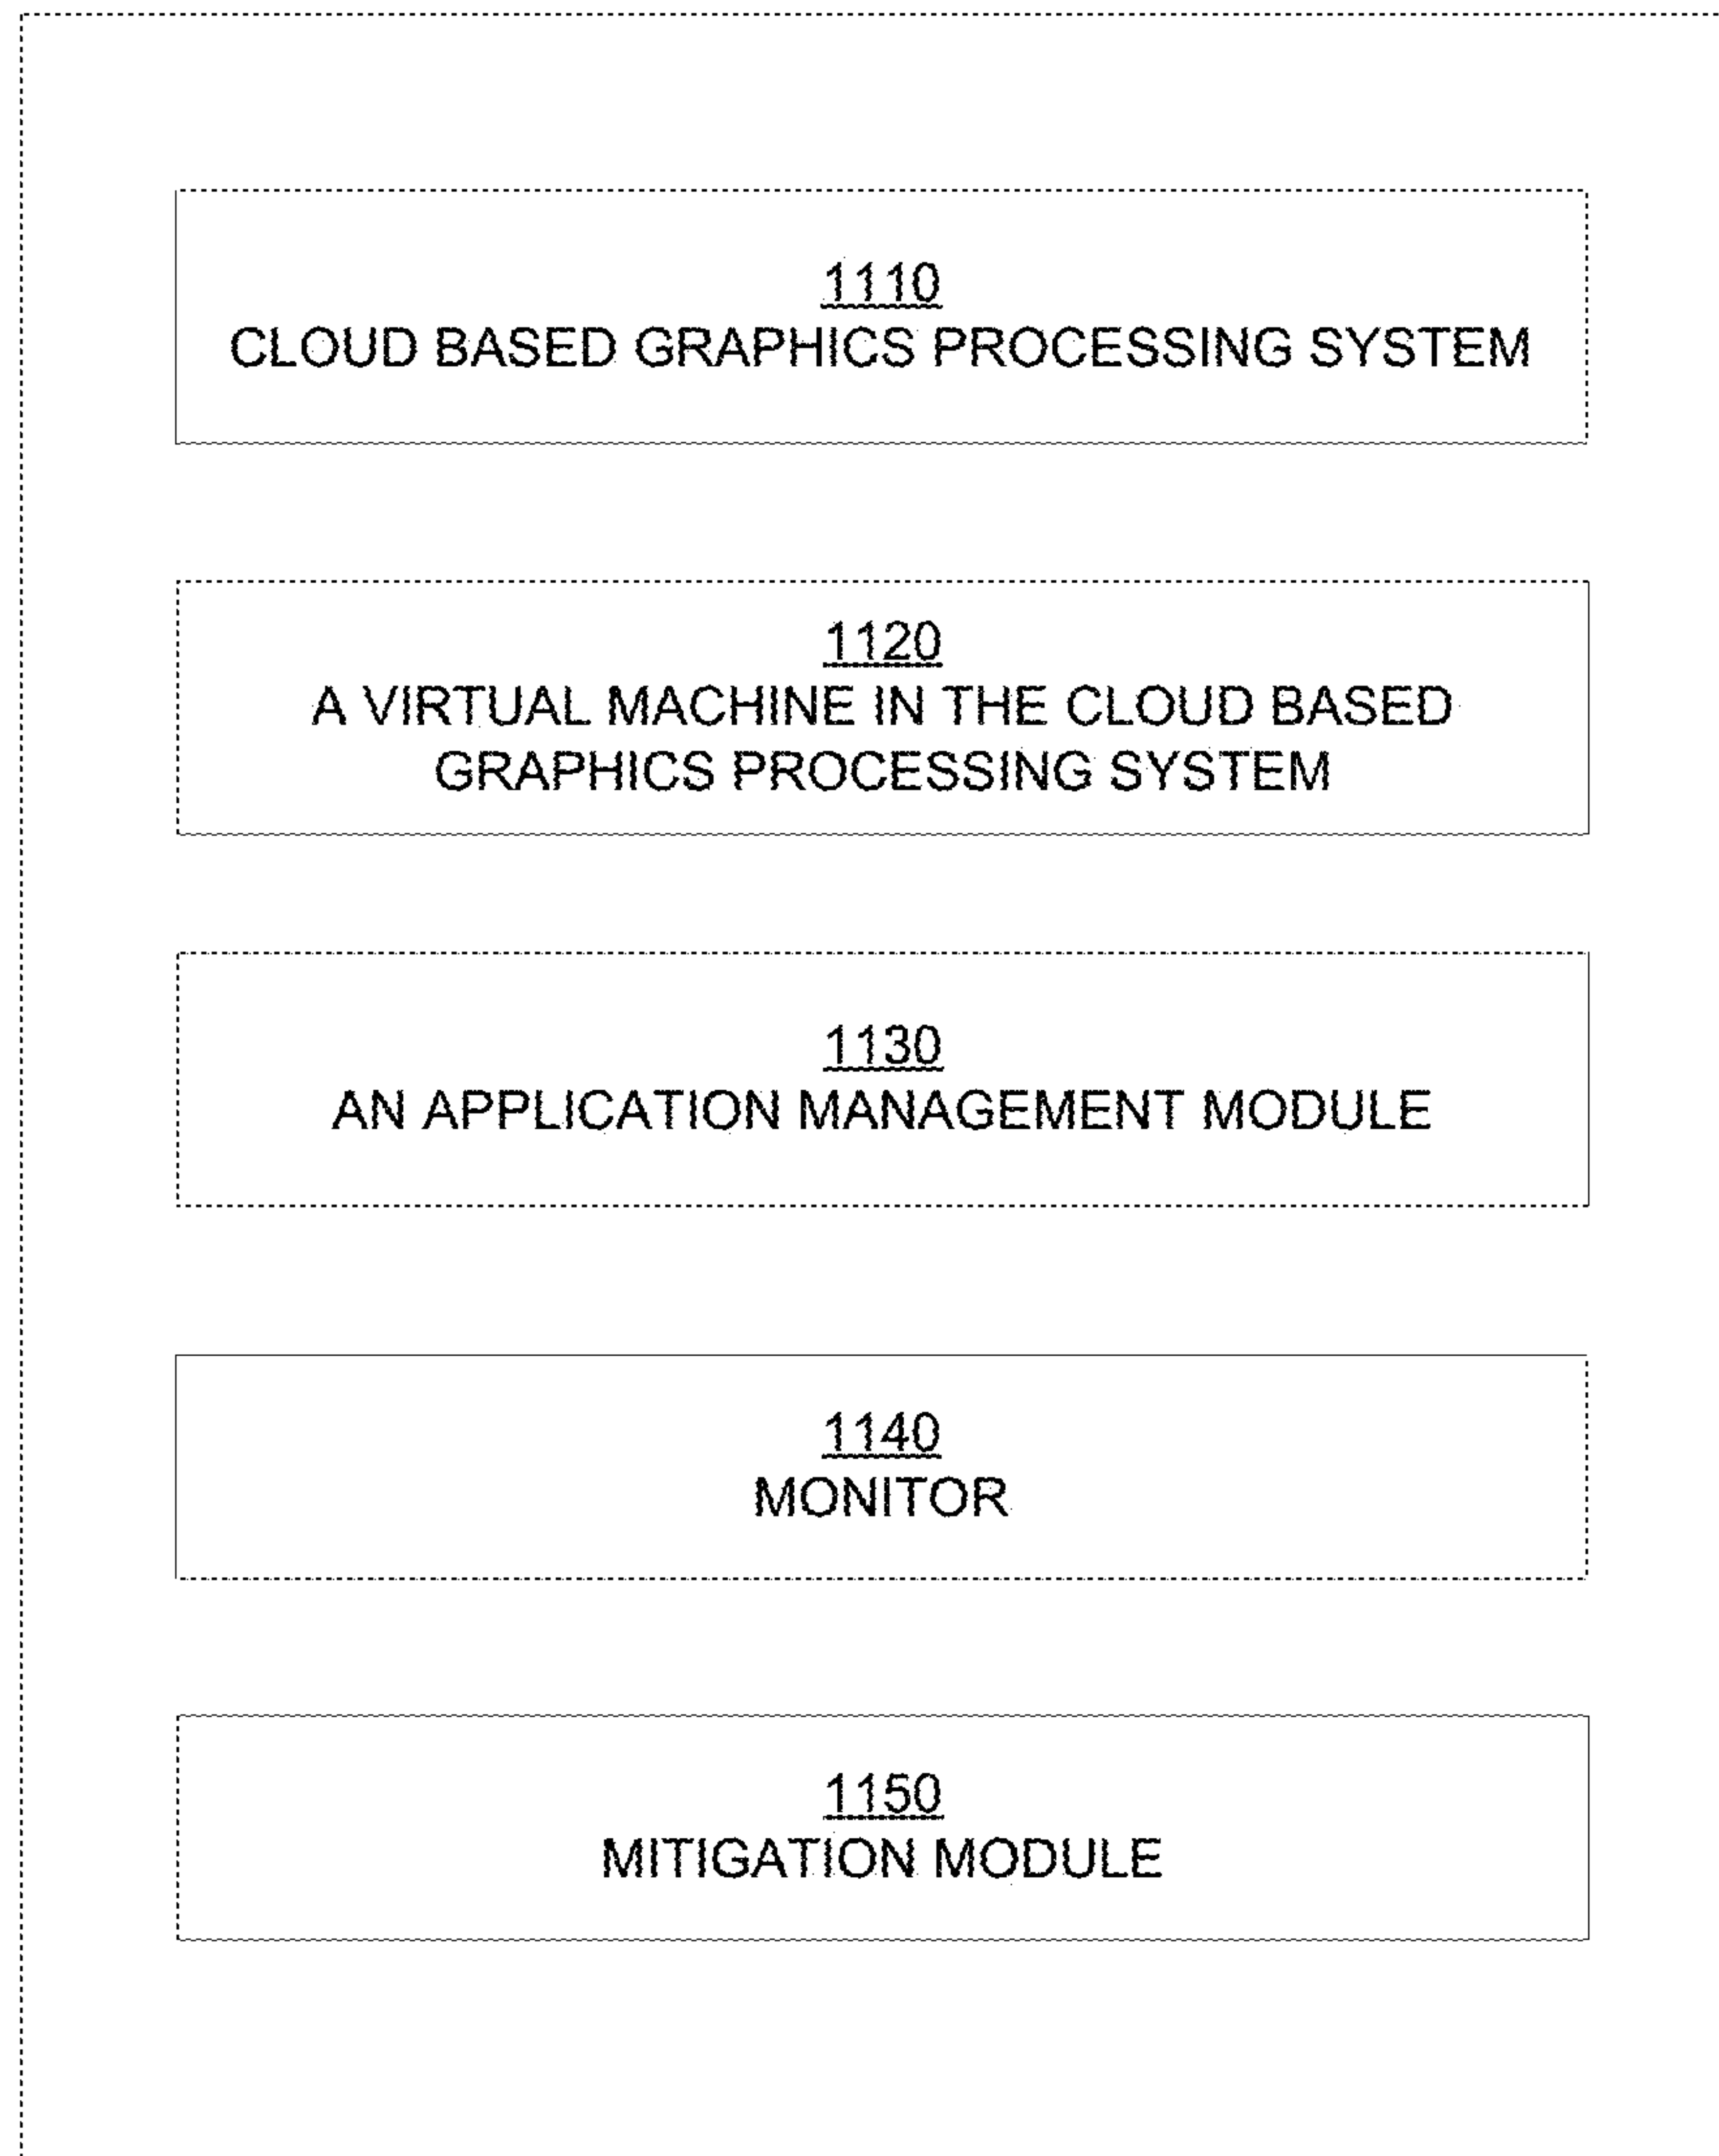 1110
CLOUD BASED GRAPHICS PROCESSING SYSTEM
1120
A VIRTUAL MACHINE IN THE CLOUD BASED
GRAPHICS PROCESSING SYSTEM
1130
AN APPLICATION MANAGEMENT MODULE
1140
MONITOR
1150
MITIGATION MODULE